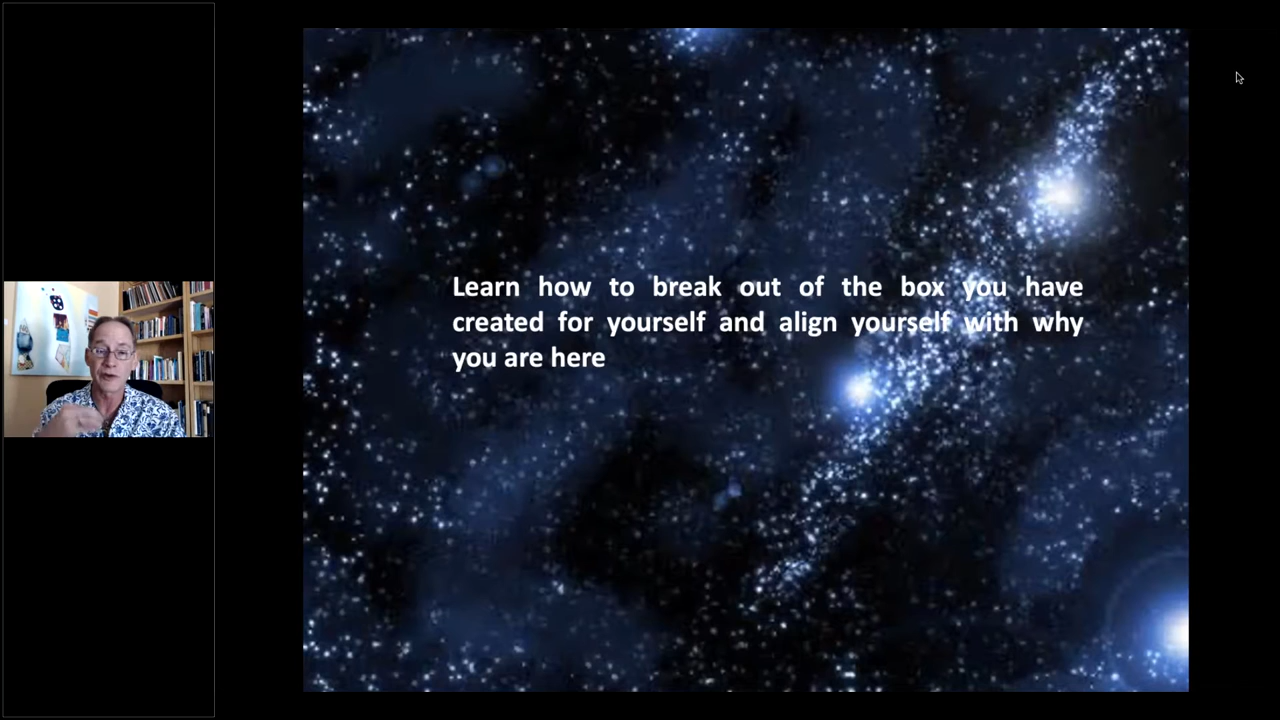 Learn how to break out of the box you have
created for yourself and align yourself with why
you are here